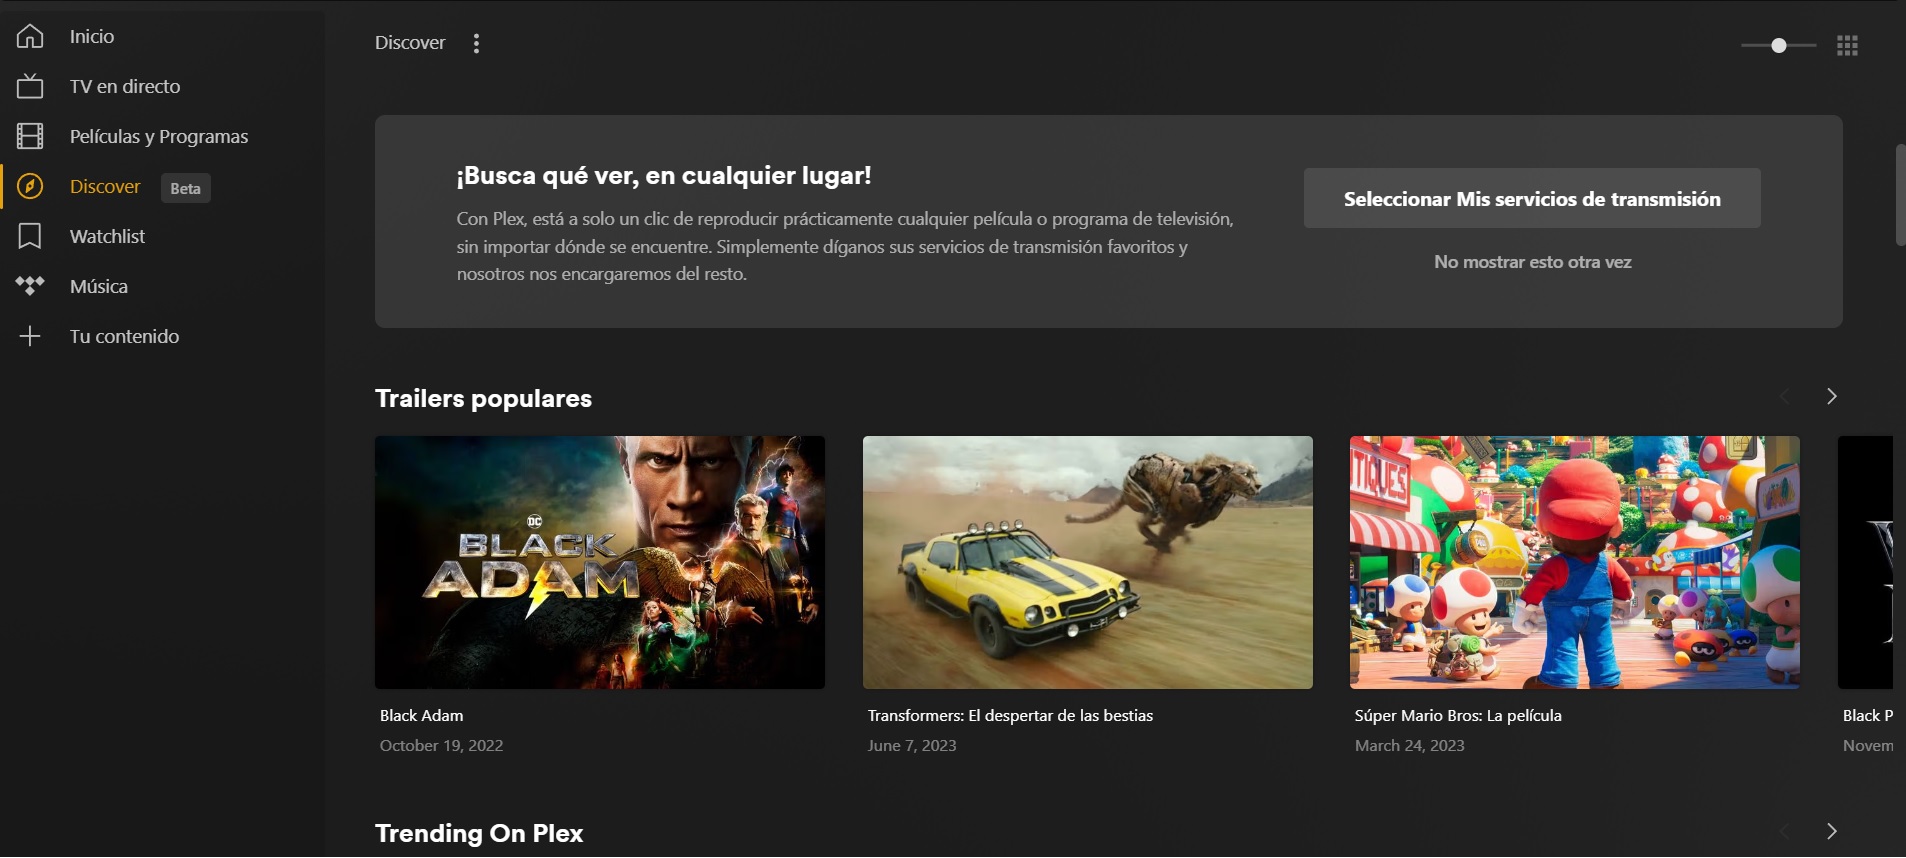 Inicio
TV en directo
Películas y Programas
Discover Beta
Watchlist
Música
Tu contenido
Discover
¡Busca qué ver, en cualquier lugar!
Con Plex, está a solo un clic de reproducir prácticamente cualquier película o programa de televisión,
sin importar dónde se encuentre. Simplemente díganos sus servicios de transmisión favoritos y
nosotros nos encargaremos del resto.
Seleccionar Mis servicios de transmisión
No mostrar esto otra vez
Trailers populares
DC
BLACK
ADAM
TIQUES
Black Adam
October 19, 2022
Transformers: El despertar de las bestias
June 7, 2023
Súper Mario Bros: La película
March 24, 2023
Black P
Novem
Trending On Plex